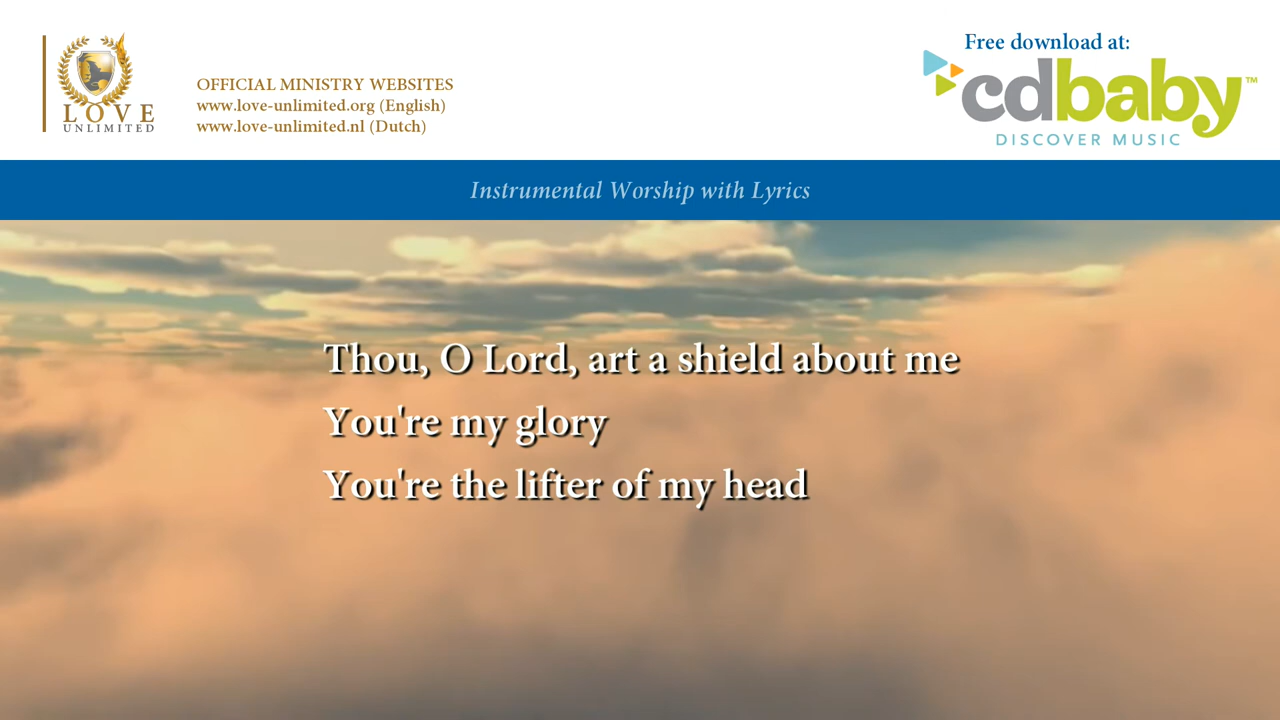 LOVE
UNLIMITED
OFFICIAL MINISTRY WEBSITES
www.love-unlimited.org (English)
www.love-unlimited.nl (Dutch)
Free download at:
cdbaby™
DISCOVER MUSIC
Instrumental Worship with Lyrics
Thou, O Lord, art a shield about me
You're my glory
You're the lifter of my head